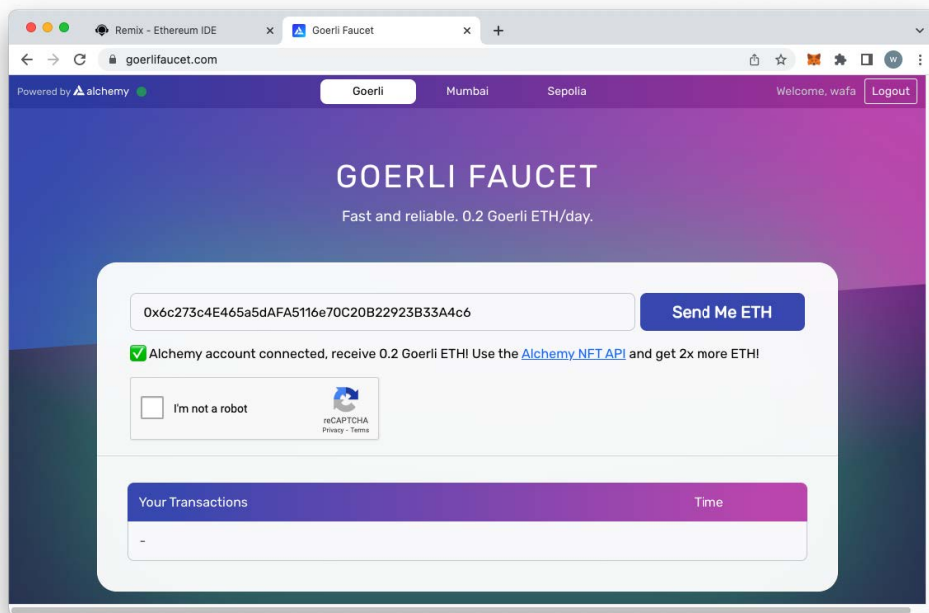 Remix - Ethereum IDE
Goerli Faucet
goerlifaucet.com
W
Powered by alchemy
Goerli
Mumbai
Sepolia
Welcome, wafa
Logout
GOERLI FAUCET
Fast and reliable. 0.2 Goerli ETH/day.
0x6c273c4E465a5dAFA5116e70C20B22923B33A4c6
Send Me ETH
Alchemy account connected, receive 0.2 Goerli ETH! Use the Alchemy NFT API and get 2x more ETH!
I'm not a robot
reCAPTCHA
Privacy - Terms
Your Transactions
Time
-